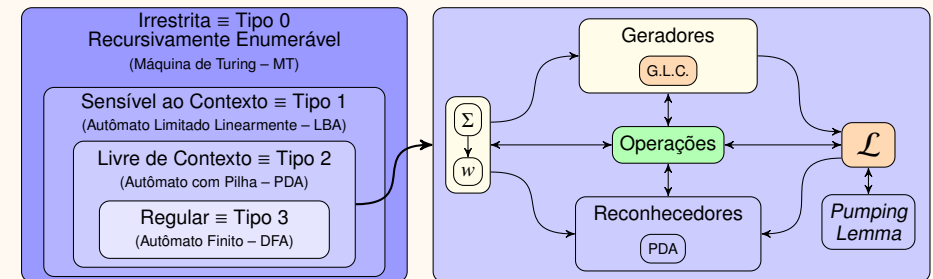 Irrestrita ≡ Tipo 0
Recursivamente Enumerável
(Máquina de Turing – MT)
Sensível ao Contexto ≡ Tipo 1
(Autômato Limitado Linearmente – LBA)
Livre de Contexto ≡ Tipo 2
(Autômato com Pilha – PDA)
Regular ≡ Tipo 3
(Autômato Finito – DFA)
Σ
w
Geradores
G.L.C.
Operações
Reconhecedores
PDA
ℒ
Pumping
Lemma